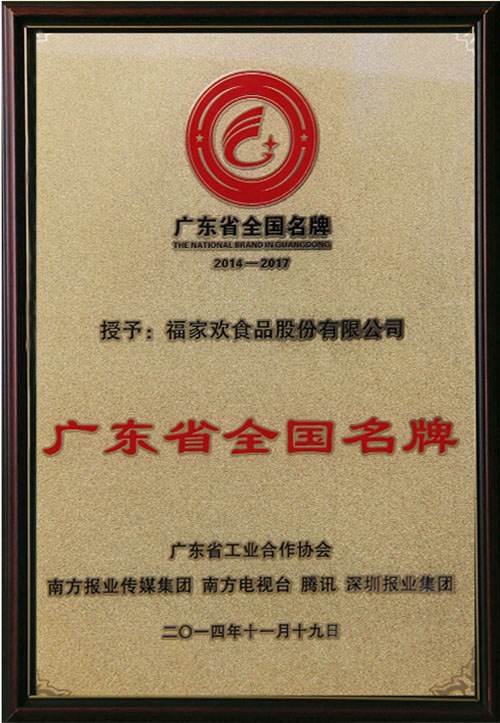 广东省全国名牌
THE NATIONAL BRAND IN GUANGDONG
2014—2017
授予：福家欢食品股份有限公司
广东省全国名牌
广东省工业合作协会
南方报业传媒集团 南方电视台 腾讯 深圳报业集团
二〇一四年十一月十九日